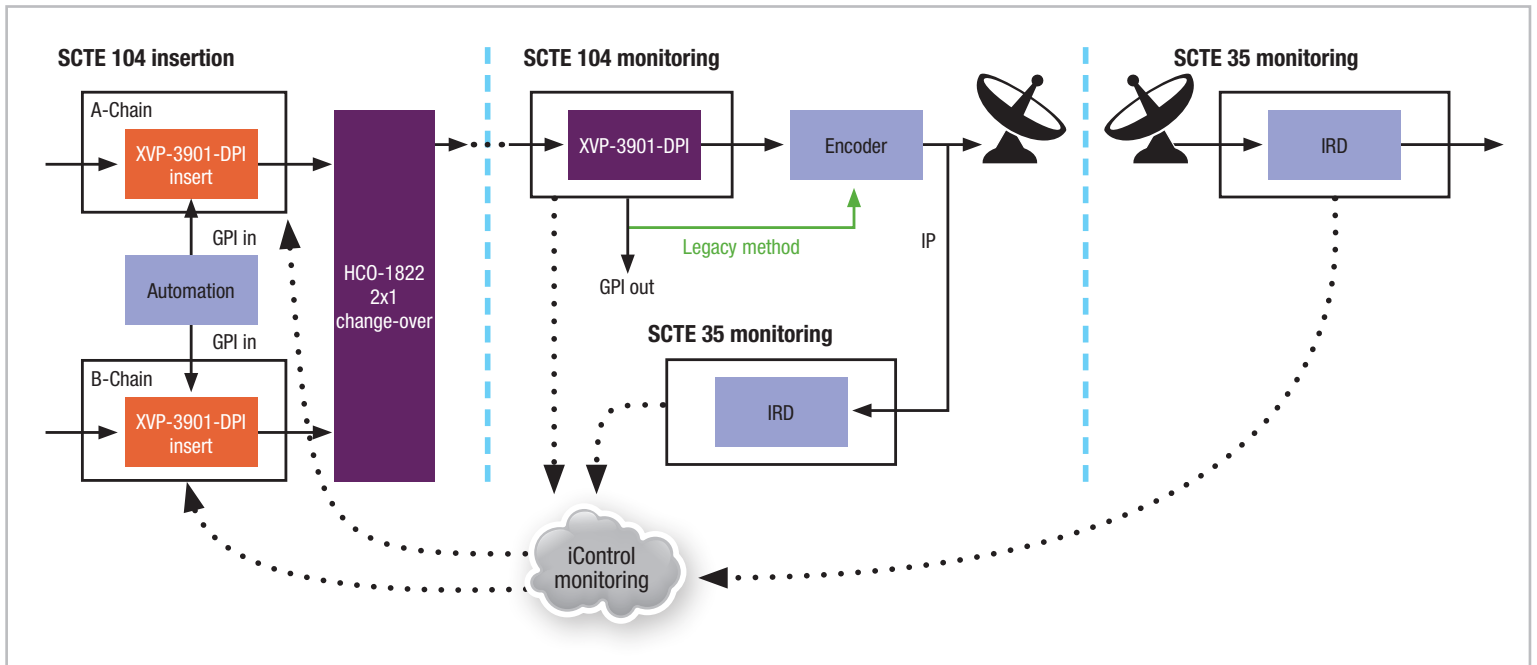 SCTE 104 insertion
A-Chain
XVP-3901-DPI
insert
GPI in
Automation
GPI in
B-Chain
XVP-3901-DPI
insert
HCO-1822
2x1
change-over
SCTE 104 monitoring
XVP-3901-DPI
Encoder
Legacy method
GPI out
IP
SCTE 35 monitoring
IRD
SCTE 35 monitoring
IRD
iControl
monitoring